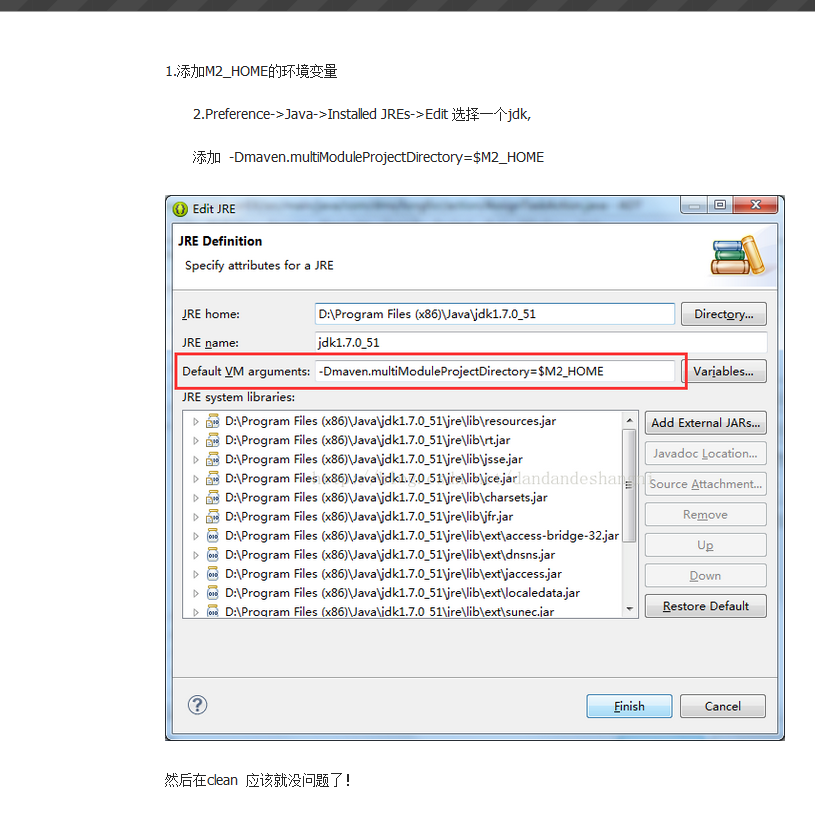 1.添加M2_HOME的环境变量
2.Preference->Java->Installed JREs->Edit 选择一个jdk,
添加 -Dmaven.multiModuleProjectDirectory=$M2_HOME
Edit JRE
JRE Definition
Specify attributes for a JRE
JRE home: D:\Program Files (x86)\Java\jdk1.7.0_51 Directory...
JRE name: jdk1.7.0_51
Default VM arguments: -Dmaven.multiModuleProjectDirectory=$M2_HOME Variables...
JRE system libraries:
D:\Program Files (x86)\Java\jdk1.7.0_51\jre\lib\resources.jar Add External JARs...
D:\Program Files (x86)\Java\jdk1.7.0_51\jre\lib\rt.jar
D:\Program Files (x86)\Java\jdk1.7.0_51\jre\lib\jsse.jar Javadoc Location...
D:\Program Files (x86)\Java\jdk1.7.0_51\jre\lib\jce.jar Source Attachment...
D:\Program Files (x86)\Java\jdk1.7.0_51\jre\lib\charsets.jar
D:\Program Files (x86)\Java\jdk1.7.0_51\jre\lib\jfr.jar Remove
D:\Program Files (x86)\Java\jdk1.7.0_51\jre\lib\ext\access-bridge-32.jar Up
D:\Program Files (x86)\Java\jdk1.7.0_51\jre\lib\ext\dnsns.jar
D:\Program Files (x86)\Java\jdk1.7.0_51\jre\lib\ext\jaccess.jar Down
D:\Program Files (x86)\Java\jdk1.7.0_51\jre\lib\ext\localedata.jar
D:\Program Files (x86)\Java\jdk1.7.0_51\jre\lib\ext\sunec.jar Restore Default
Finish Cancel
然后在clean 应该就没问题了!